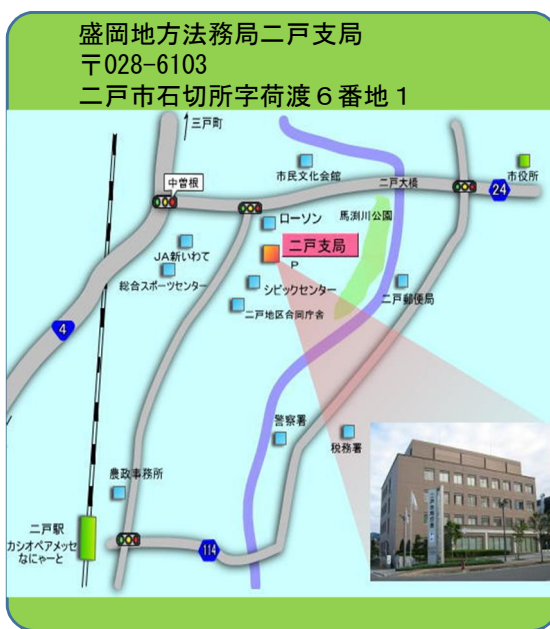 盛岡地方法務局二戸支局
〒028-6103
二戸市石切所字荷渡６番地１
三戸町
市民文化会館
二戸大橋
市役所
中曽根
24
ローソン
馬渕川公園
JA新いわて
二戸支局
P
総合スポーツセンター
シビックセンター
二戸郵便局
二戸地区合同庁舎
4
警察署
税務署
農政事務所
二戸駅
カシオペアメッセ
なにゃーと
114